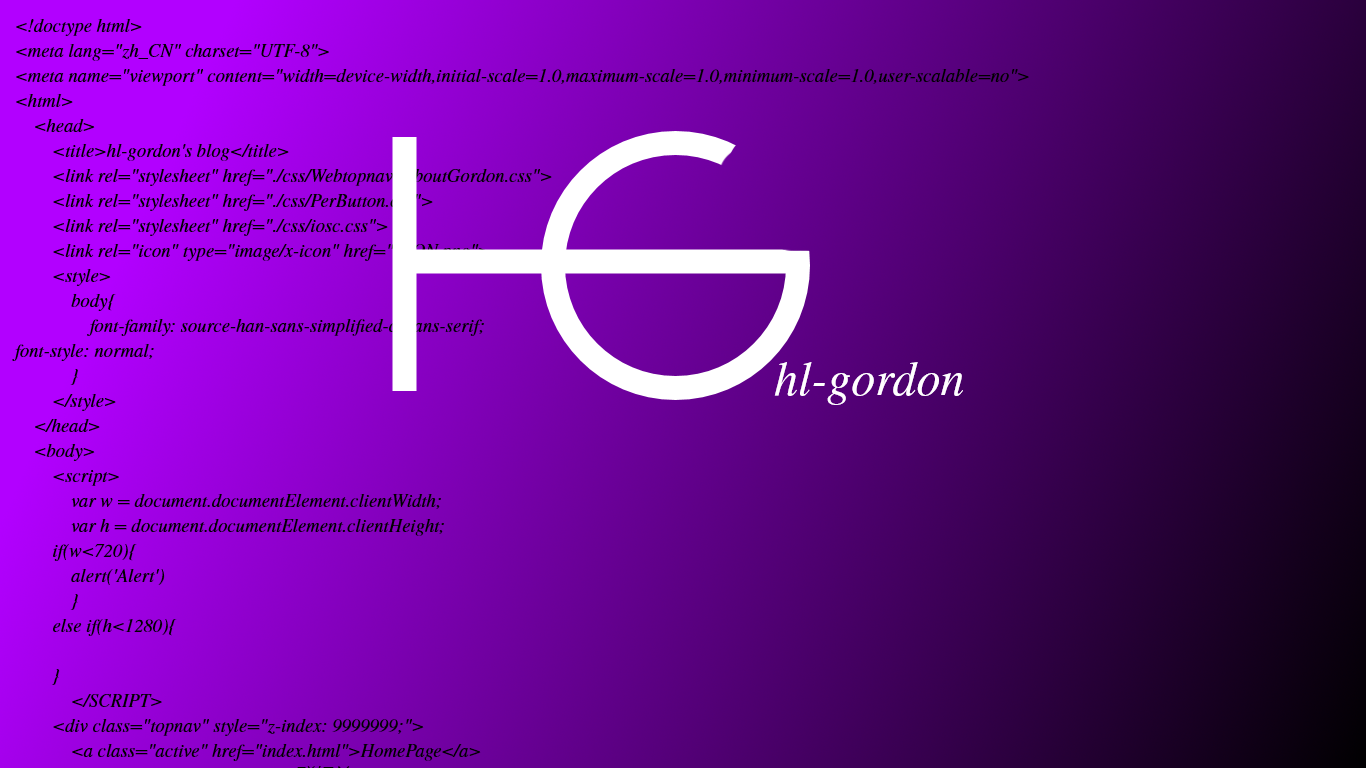 <!doctype html>
<meta lang="zh_CN" charset="UTF-8">
<meta name="viewport" content="width=device-width,initial-scale=1.0,maximum-scale=1.0,minimum-scale=1.0,user-scalable=no">
<html>
<head>
<title>hl-gordon's blog</title>
<link rel="stylesheet" href="./css/Webtopnav boutGordon.css">
<link rel="stylesheet" href="./css/PerButton. ">
<link rel="stylesheet" href="./css/iosc.css">
<link rel="icon" type="image/x-icon" href="
<style>
body{
font-family: source-han-sans-simplified- ans-serif;
font-style: normal;
}
</style>
</head>
<body>
<script>
var w = document.documentElement.clientWidth;
var h = document.documentElement.clientHeight;
if(w<720){
alert('Alert')
}
else if(h<1280){
}
</SCRIPT>
<div class="topnav" style="z-index: 9999999;">
<a class="active" href="index.html">HomePage</a>
HG
hl-gordon